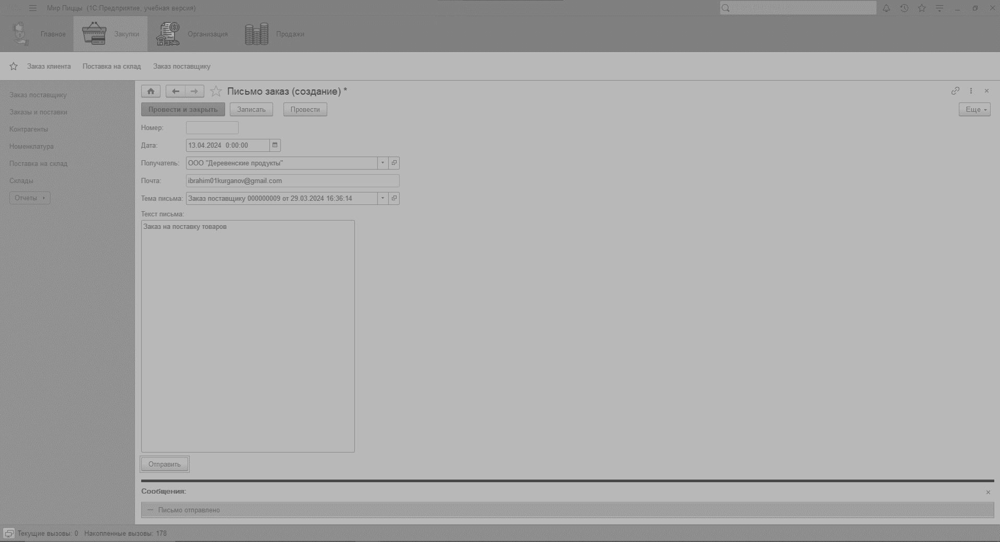 Мир Пиццы (1С:Предприятие, учебная версия)
Главное
Закупки
Организация
Продажи
Заказ клиента
Поставка на склад
Заказ поставщику
Заказ поставщику
Заказы и поставки
Контрагенты
Номенклатура
Поставка на склад
Склады
Отчеты
Письмо заказ (создание) *
Провести и закрыть
Записать
Провести
Еще
Номер:
Дата: 13.04.2024 0:00:00
Получатель: ООО "Деревенские продукты"
Почта: ibrahim01kurganov@gmail.com
Тема письма: Заказ поставщику 000000009 от 29.03.2024 16:36:14
Текст письма:
Заказ на поставку товаров
Отправить
Сообщения:
— Письмо отправлено
Текущие вызовы: 0 Накопленные вызовы: 178